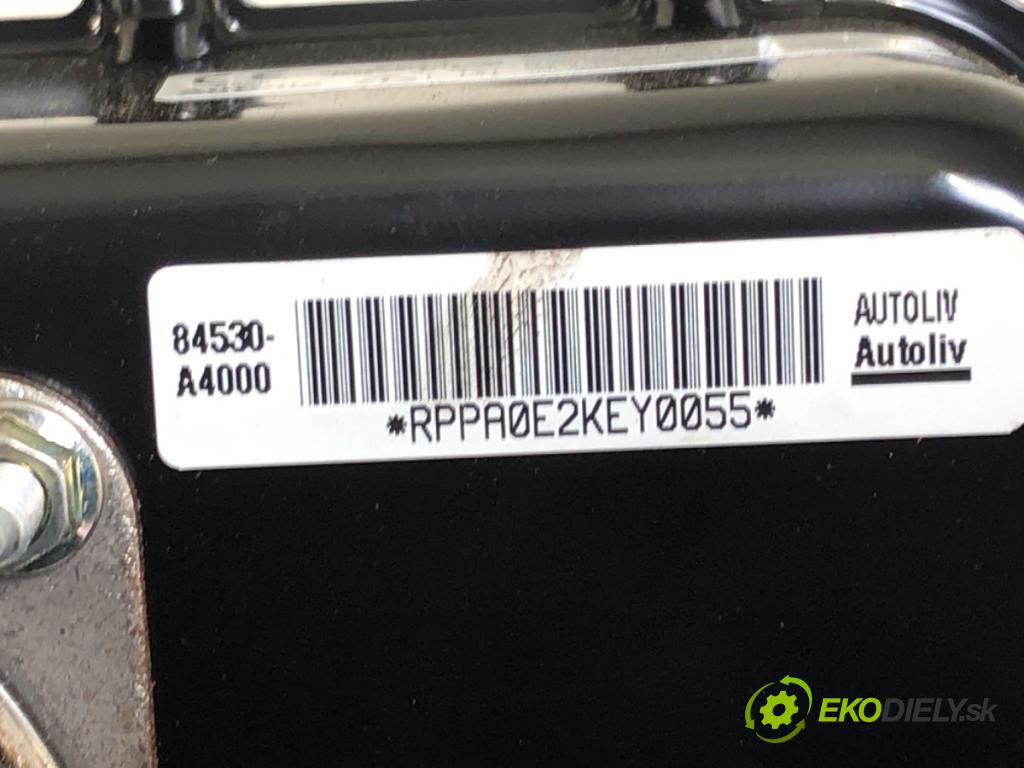 84530-
A4000
*RPPA0E2KEY0055*
AUTOLIV
Autoliv
EKODIELY.sk